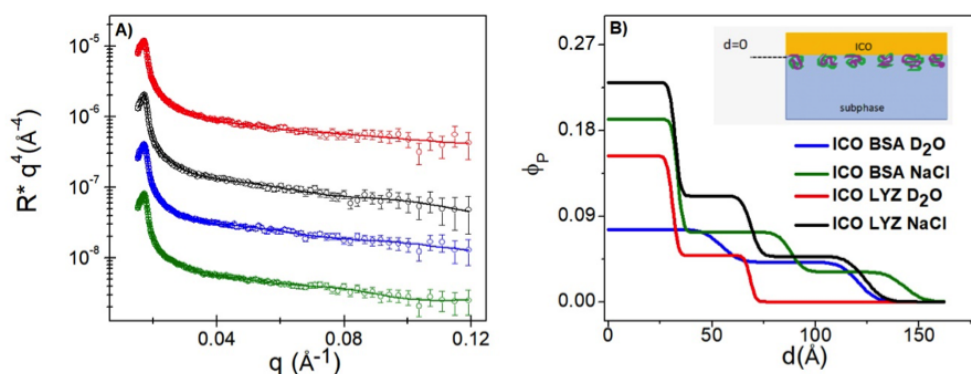 A)
10⁻⁵
10⁻⁶
10⁻⁷
10⁻⁸
R* q⁴(Å⁻⁴)
0.04
0.08
0.12
q (Å⁻¹)
B)
0.27
0.18
0.09
0.00
ϕP
0
50
100
150
d(Å)
d=0
ICO
subphase
ICO BSA D₂O
ICO BSA NaCl
ICO LYZ D₂O
ICO LYZ NaCl